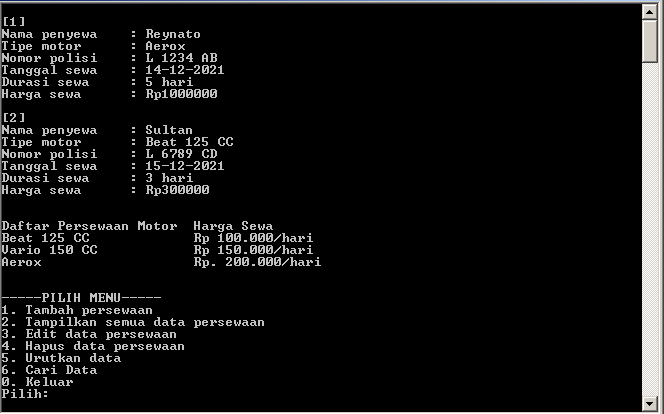 [1]
Nama penyewa    : Reynato
Tipe motor      : Aerox
Nomor polisi    : L 1234 AB
Tanggal sewa    : 14-12-2021
Durasi sewa     : 5 hari
Harga sewa      : Rp1000000
[2]
Nama penyewa    : Sultan
Tipe motor      : Beat 125 CC
Nomor polisi    : L 6789 CD
Tanggal sewa    : 15-12-2021
Durasi sewa     : 3 hari
Harga sewa      : Rp300000
Daftar Persewaan Motor  Harga Sewa
Beat 125 CC             Rp 100.000/hari
Vario 150 CC            Rp 150.000/hari
Aerox                   Rp. 200.000/hari
-----PILIH MENU-----
1. Tambah persewaan
2. Tampilkan semua data persewaan
3. Edit data persewaan
4. Hapus data persewaan
5. Urutkan data
6. Cari Data
0. Keluar
Pilih: